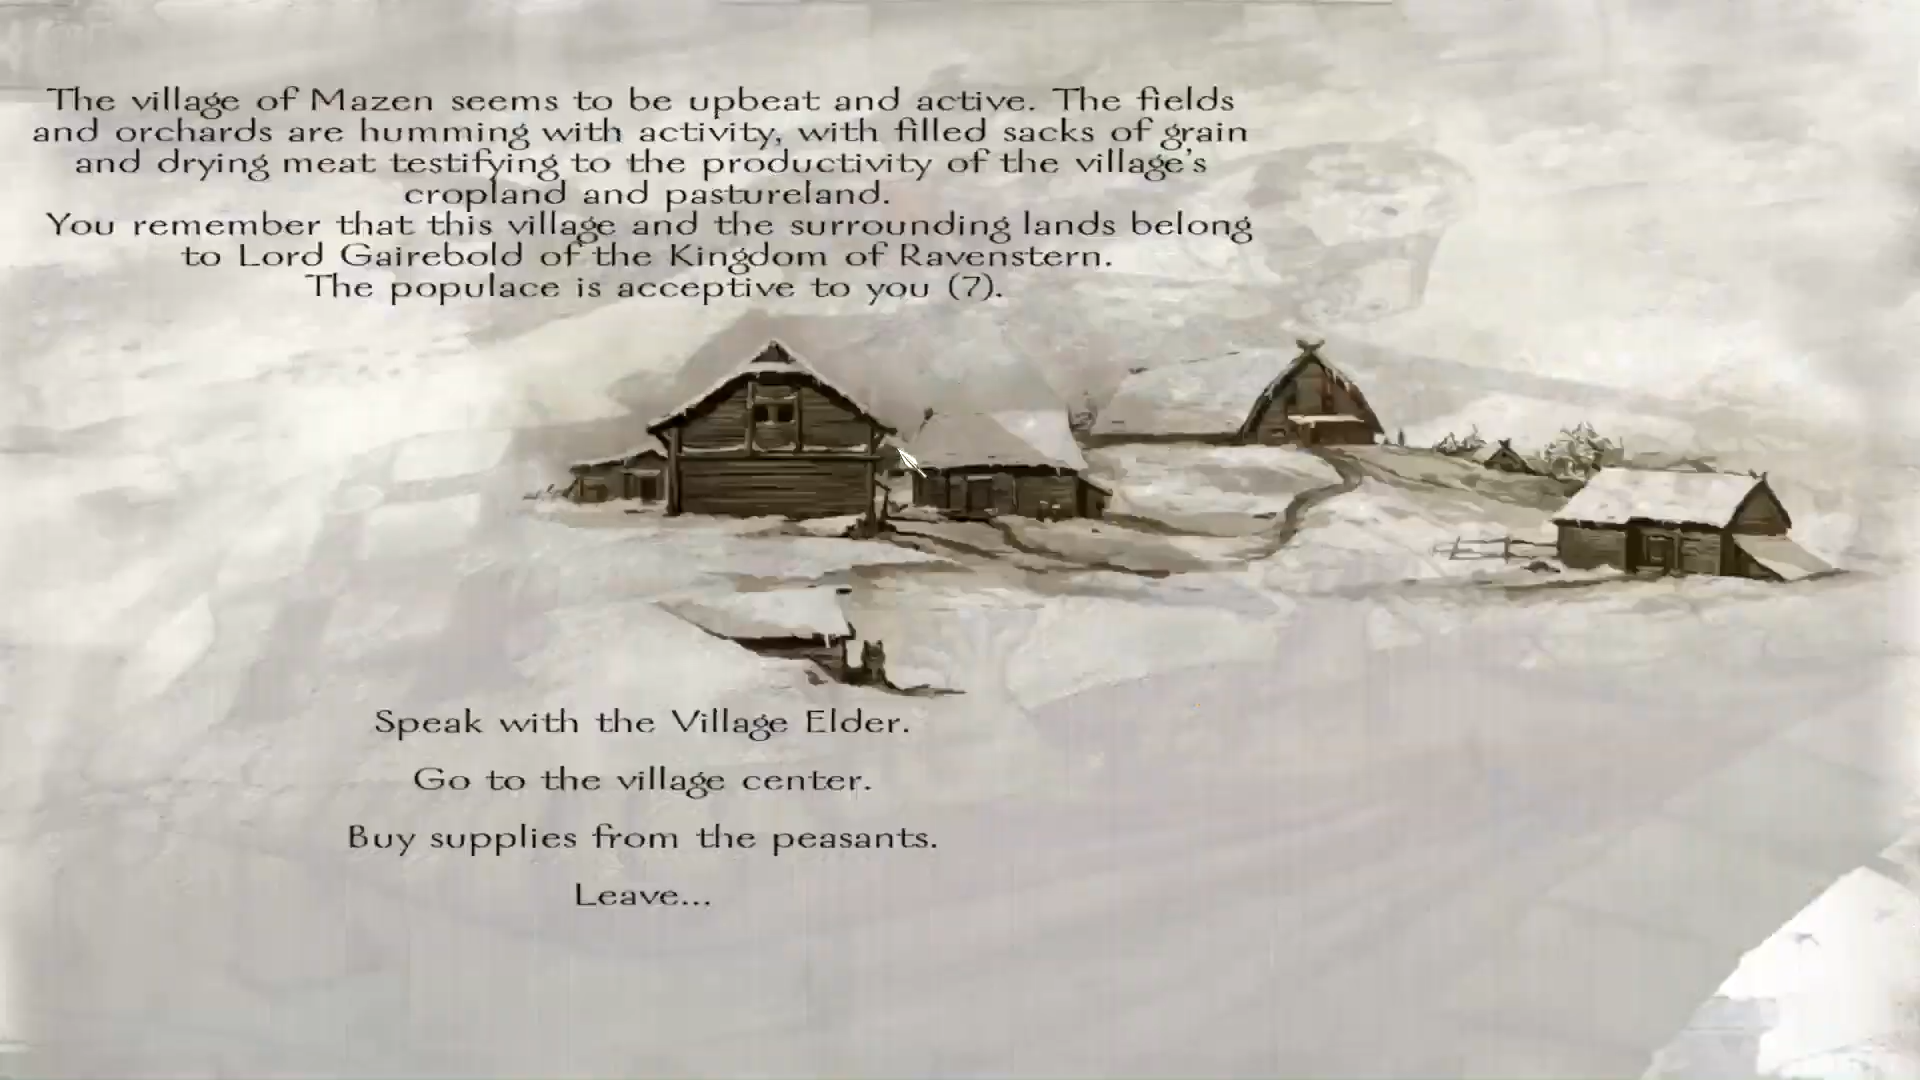 The village of Mazen seems to be upbeat and active. The fields
and orchards are humming with activity, with filled sacks of grain
and drying meat testifying to the productivity of the village's
cropland and pastureland.
You remember that this village and the surrounding lands belong
to Lord Gairebold of the Kingdom of Ravenstern.
The populace is acceptive to you (7).
Speak with the Village Elder.
Go to the village center.
Buy supplies from the peasants.
Leave...